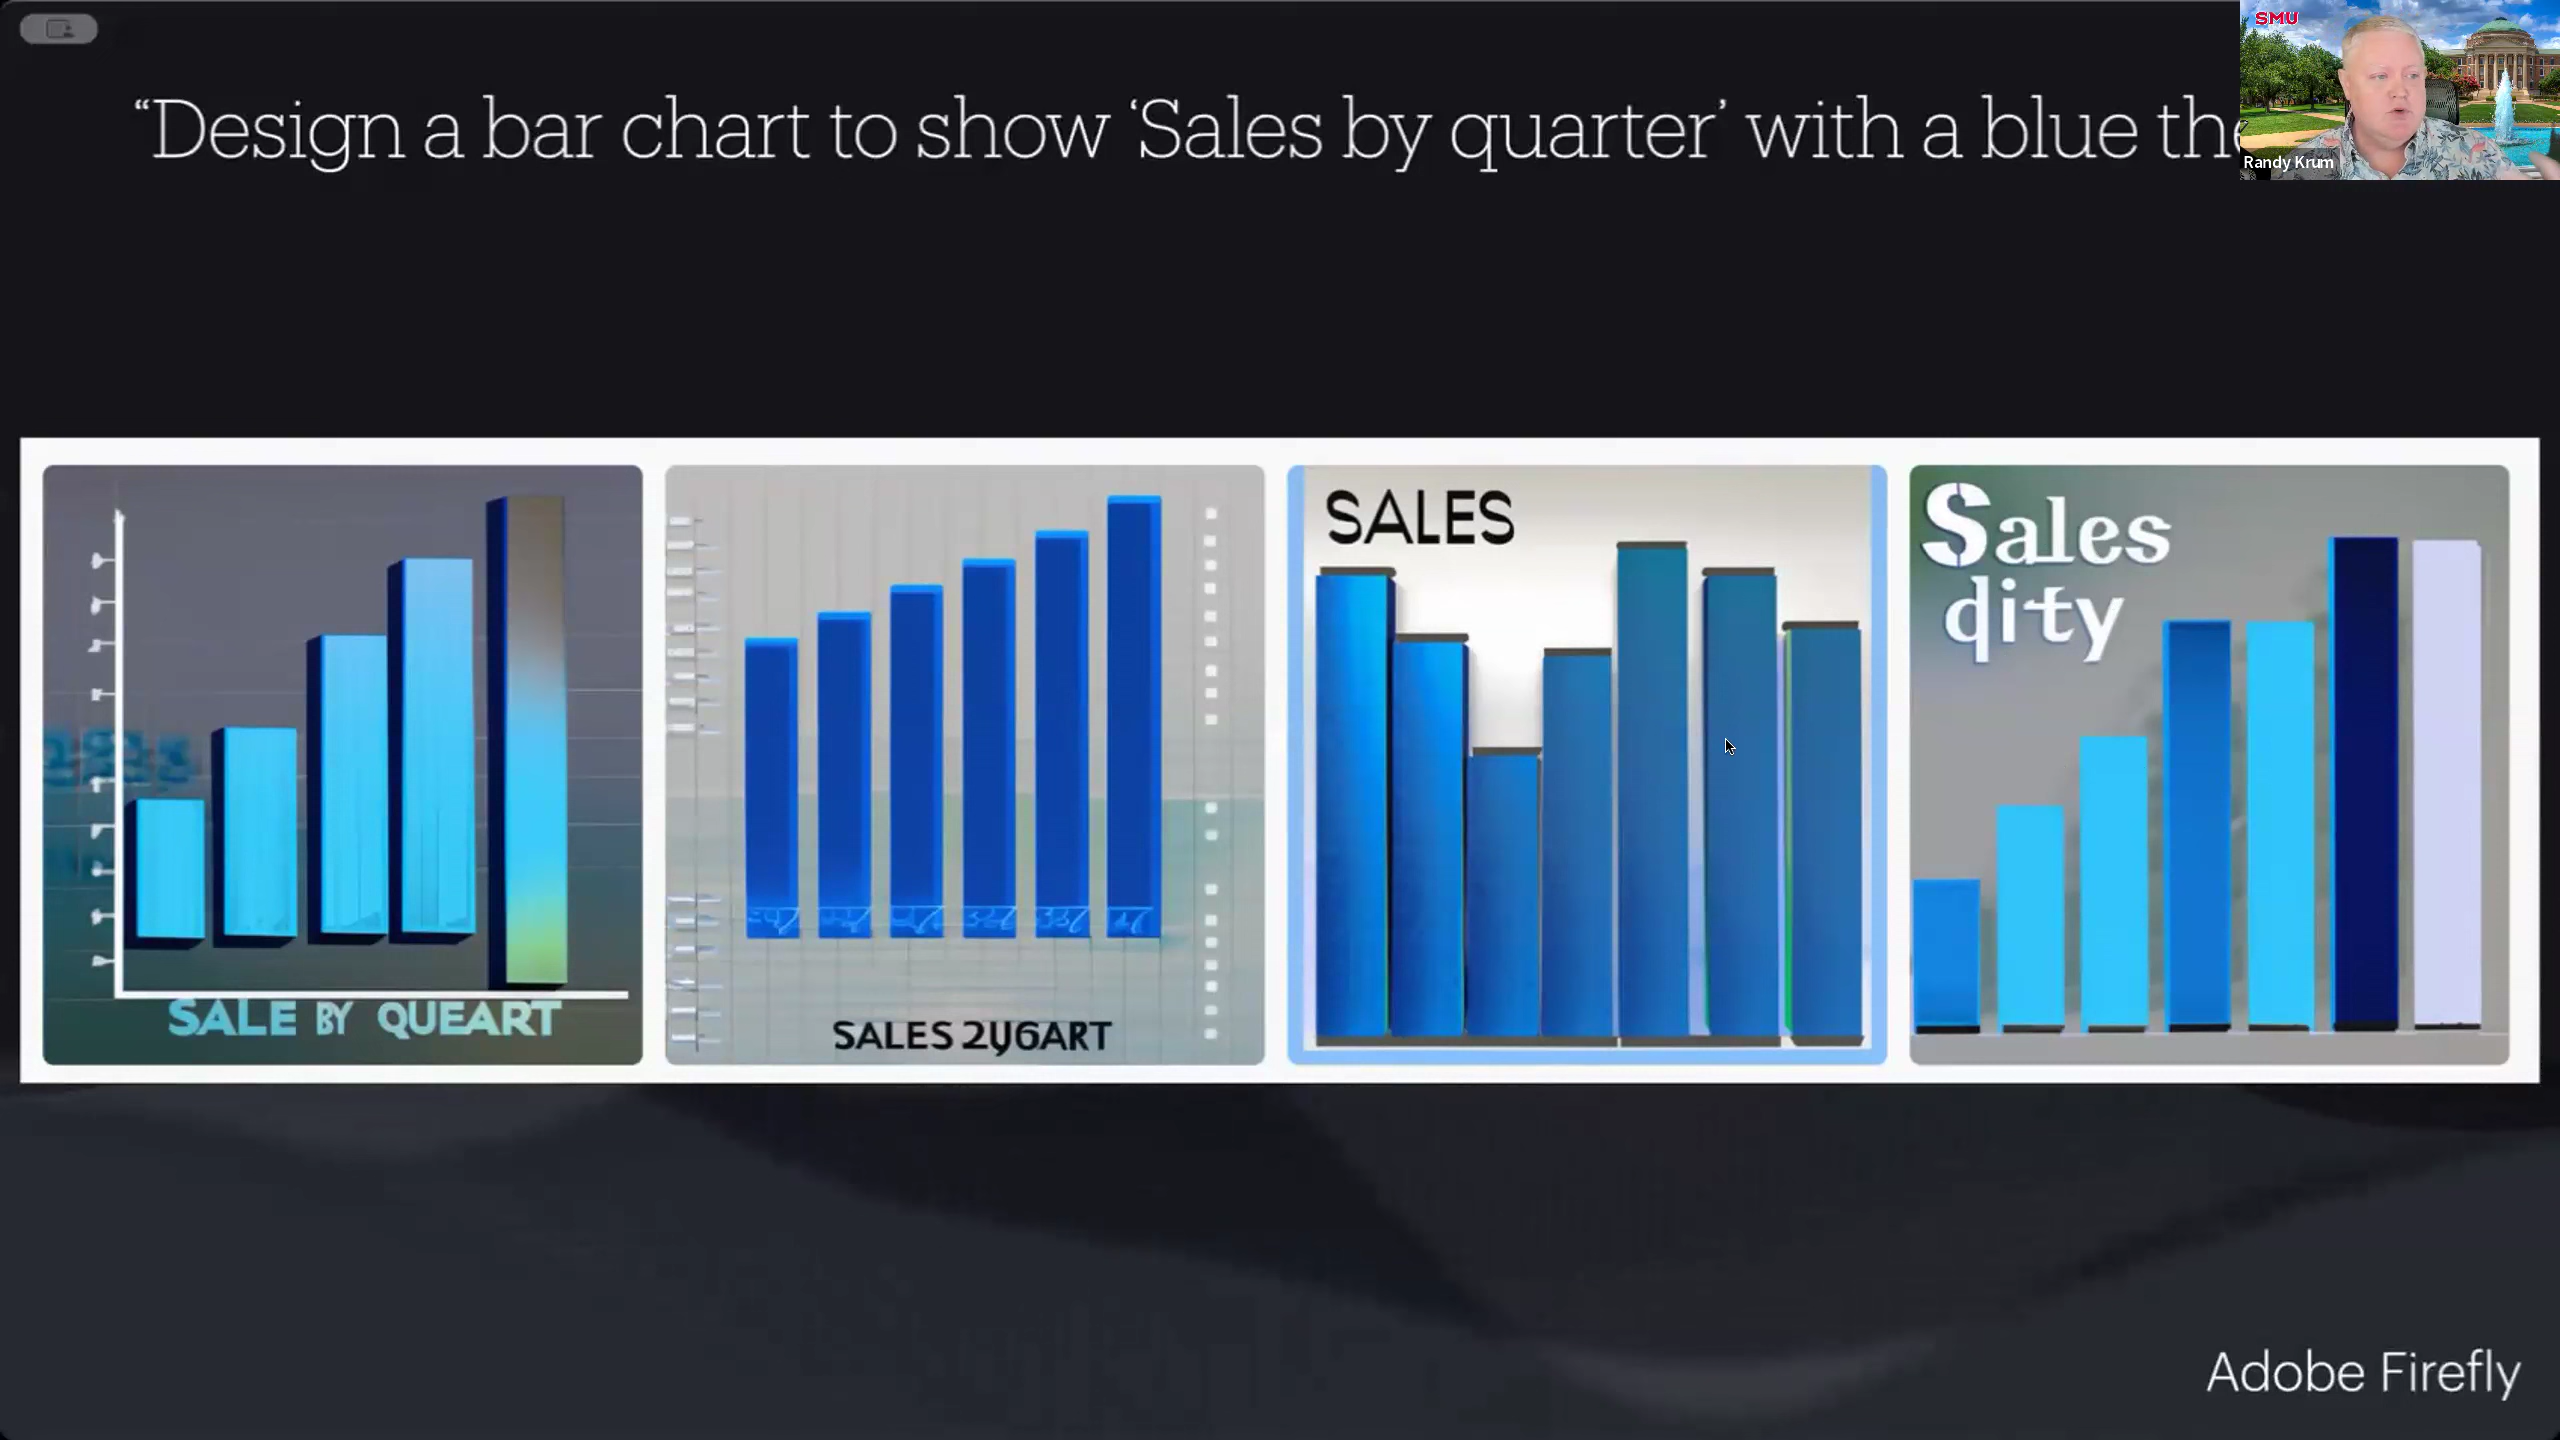 “Design a bar chart to show ‘Sales by quarter’ with a blue the
SMU
Randy Krum
SALE BY QUEART
SALES 2Y6ART
SALES
Sales
qity
Adobe Firefly